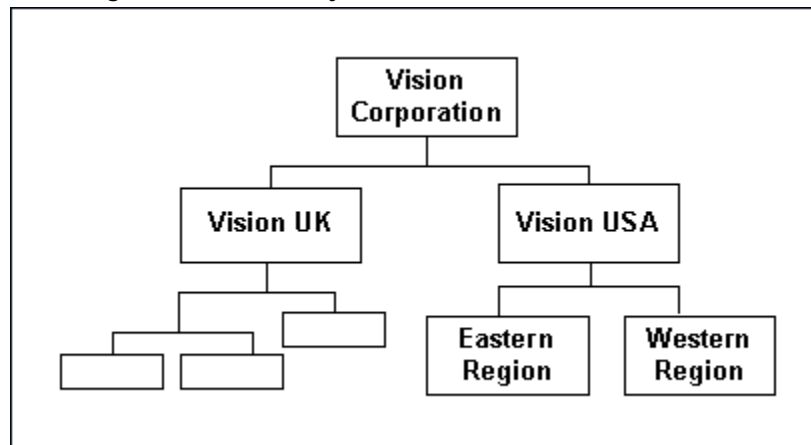 Vision
Corporation
Vision UK
Vision USA
Eastern
Region
Western
Region